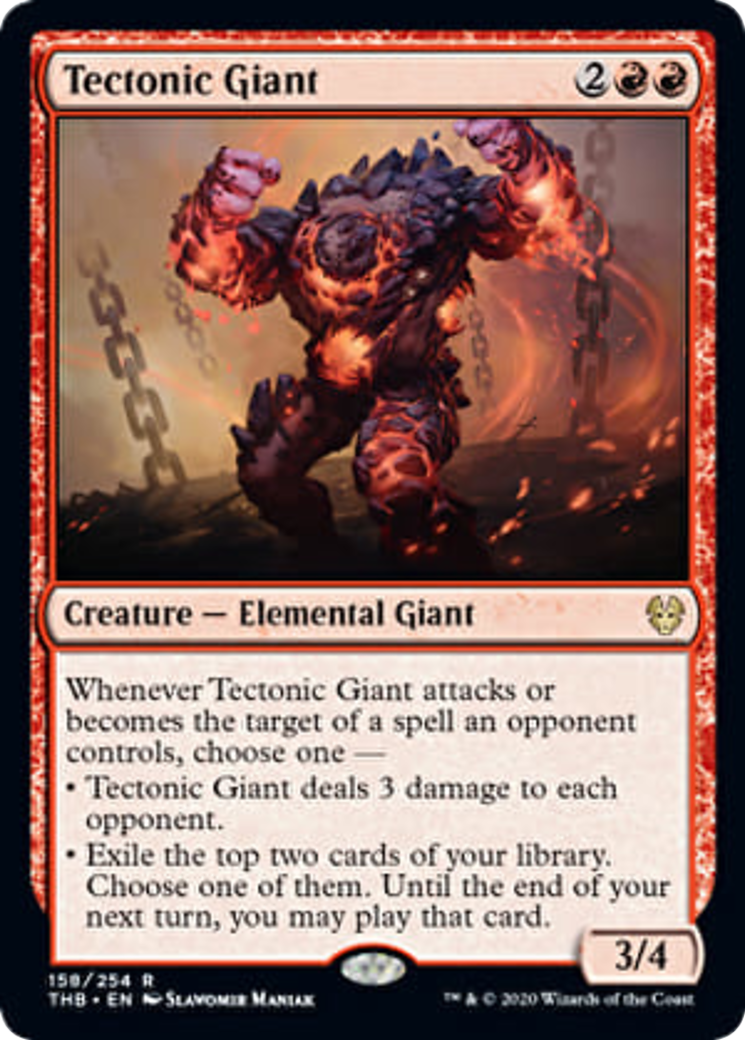 Tectonic Giant 2
Creature — Elemental Giant
Whenever Tectonic Giant attacks or
becomes the target of a spell an opponent
controls, choose one —
• Tectonic Giant deals 3 damage to each
opponent.
• Exile the top two cards of your library.
Choose one of them. Until the end of your
next turn, you may play that card.
3/4
158/254 R
THB • EN Slawomir Maniak
™ & © 2020 Wizards of the Coast